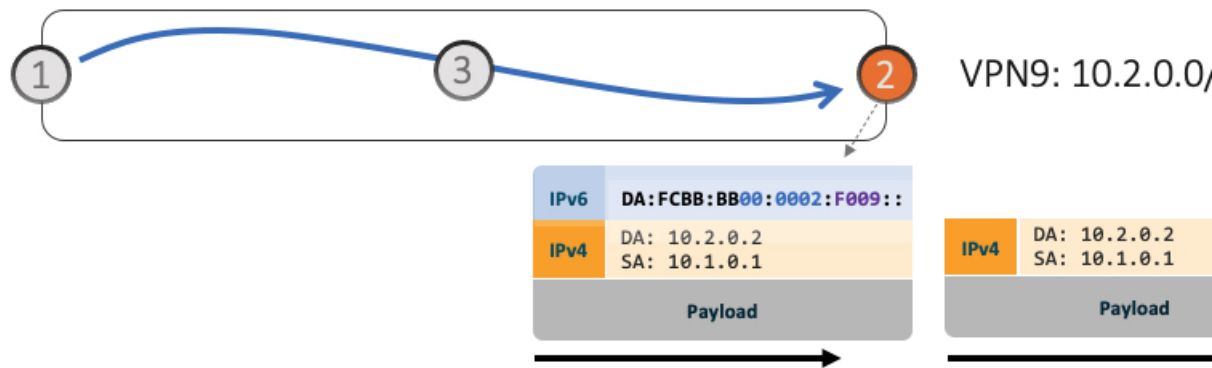 1
3
2
VPN9: 10.2.0.0/
IPv6
DA:FCBB:BB00:0002:F009::
IPv4
DA: 10.2.0.2
SA: 10.1.0.1
Payload
IPv4
DA: 10.2.0.2
SA: 10.1.0.1
Payload